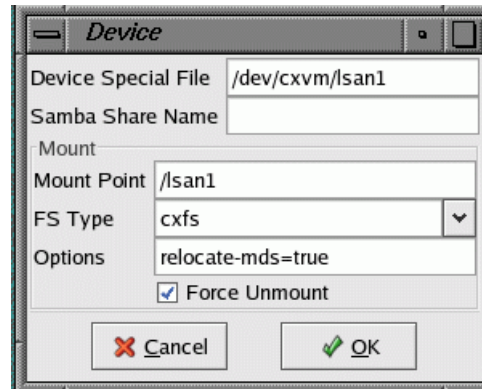 Device
Device Special File /dev/cxvm/lsan1
Samba Share Name
Mount
Mount Point /lsan1
FS Type cxfs
Options relocate-mds=true
Force Unmount
Cancel OK